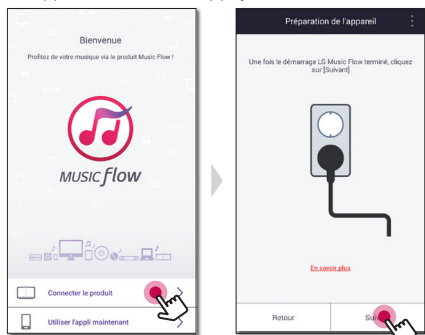 Bienvenue
Profitez de votre musique via le produit Music Flow !
MUSIC flow
Connecter le produit
Utiliser l'appli maintenant
Préparation de l'appareil
Une fois le démarrage LG Music Flow terminé, cliquez
sur [Suivant]
En savoir plus
Retour